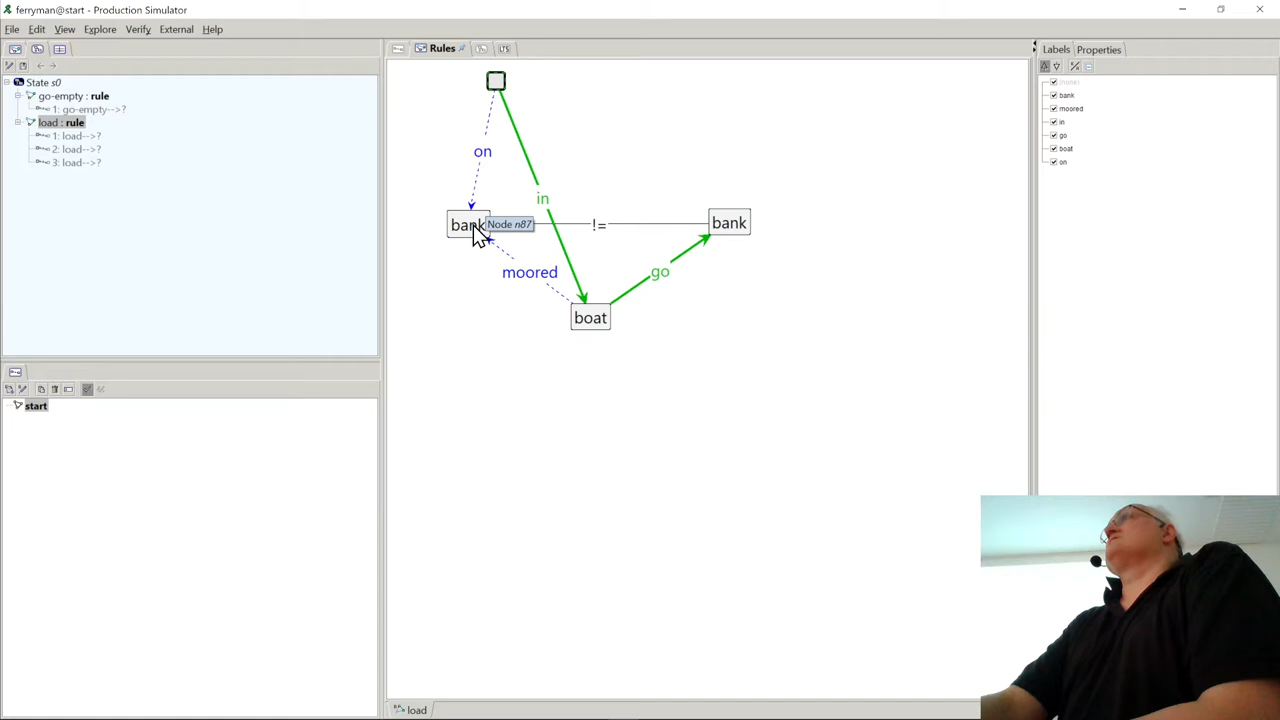 ferryman@start - Production Simulator
File Edit View Explore Verify External Help
State s0
go-empty : rule
1: go-empty-->?
load : rule
1: load-->?
2: load-->?
3: load-->?
start
Rules
LTS
on
in
bank
Node n87
!=
bank
moored
go
boat
load
Labels Properties
(none)
bank
moored
in
go
boat
on